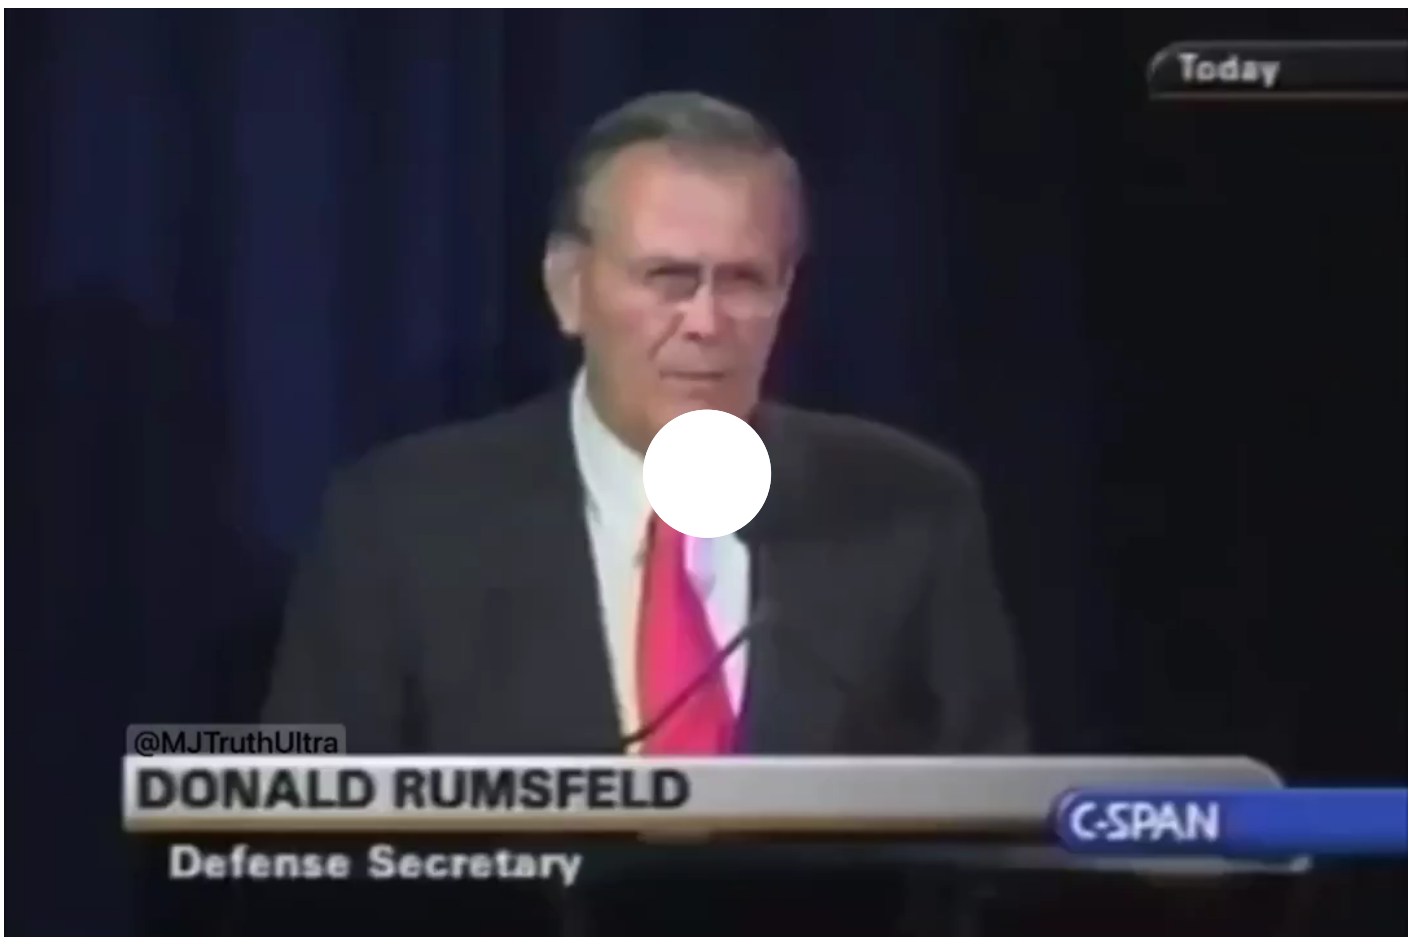 Today
@MJTruthUltra
DONALD RUMSFELD
C-SPAN
Defense Secretary